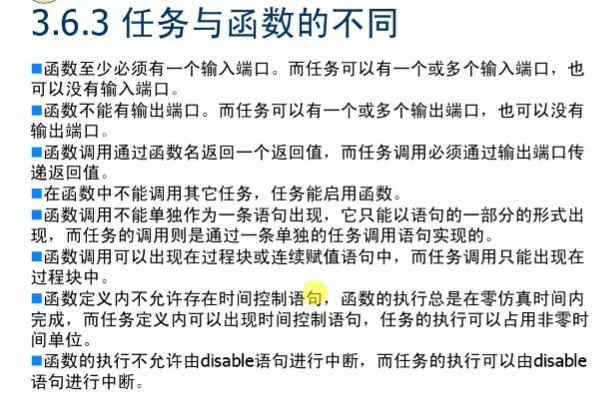 3.6.3 任务与函数的不同
■函数至少必须有一个输入端口。而任务可以有一个或多个输入端口，也
可以没有输入端口。
■函数不能有输出端口。而任务可以有一个或多个输出端口，也可以没有
输出端口。
■函数调用通过函数名返回一个返回值，而任务调用必须通过输出端口传
递返回值。
■在函数中不能调用其它任务，任务能启用函数。
■函数调用不能单独作为一条语句出现，它只能以语句的一部分的形式出
现，而任务的调用则是通过一条单独的任务调用语句实现的。
■函数调用可以出现在过程块或连续赋值语句中，而任务调用只能出现在
过程块中。
■函数定义内不允许存在时间控制语句，函数的执行总是在零仿真时间内
完成，而任务定义内可以出现时间控制语句，任务的执行可以占用非零时
间单位。
■函数的执行不允许由disable语句进行中断，而任务的执行可以由disable
语句进行中断。